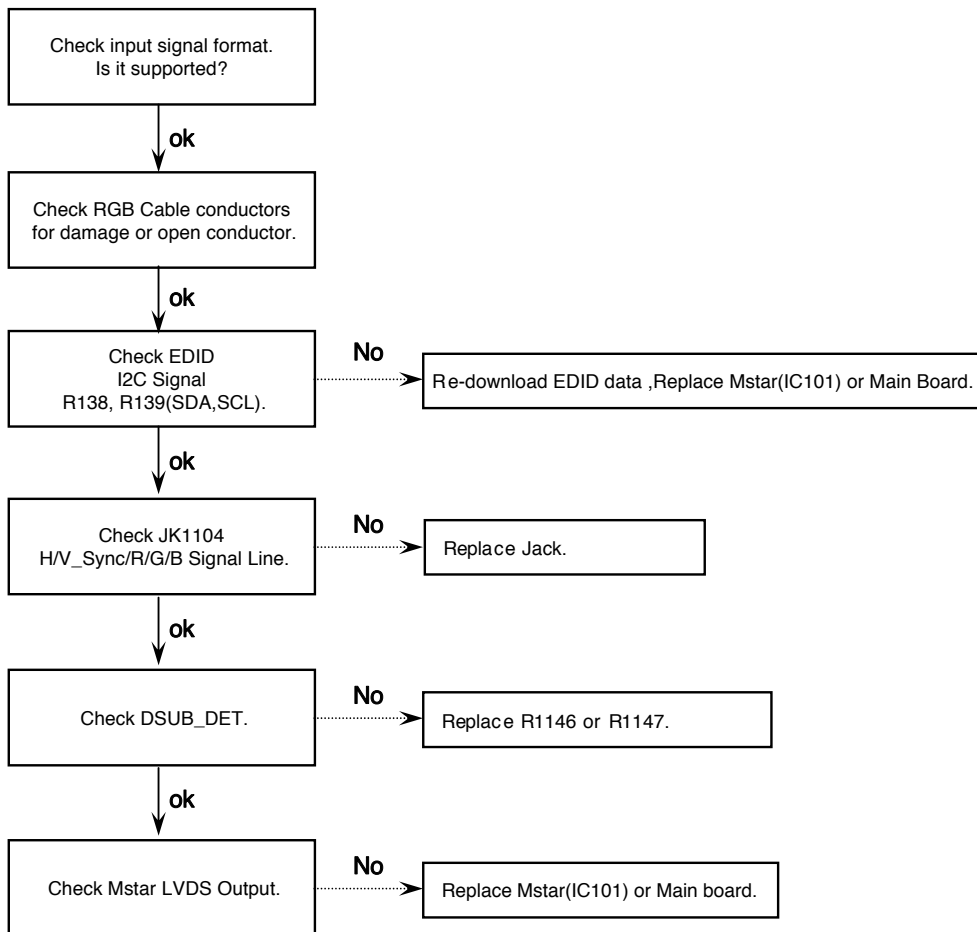 Check input signal format.
Is it supported?
ok
Check RGB Cable conductors
for damage or open conductor.
ok
Check EDID
I2C Signal
R138, R139(SDA,SCL).
No
Re-download EDID data ,Replace Mstar(IC101) or Main Board.
ok
Check JK1104
H/V_Sync/R/G/B Signal Line.
No
Replace Jack.
ok
Check DSUB_DET.
No
Replace R1146 or R1147.
ok
Check Mstar LVDS Output.
No
Replace Mstar(IC101) or Main board.